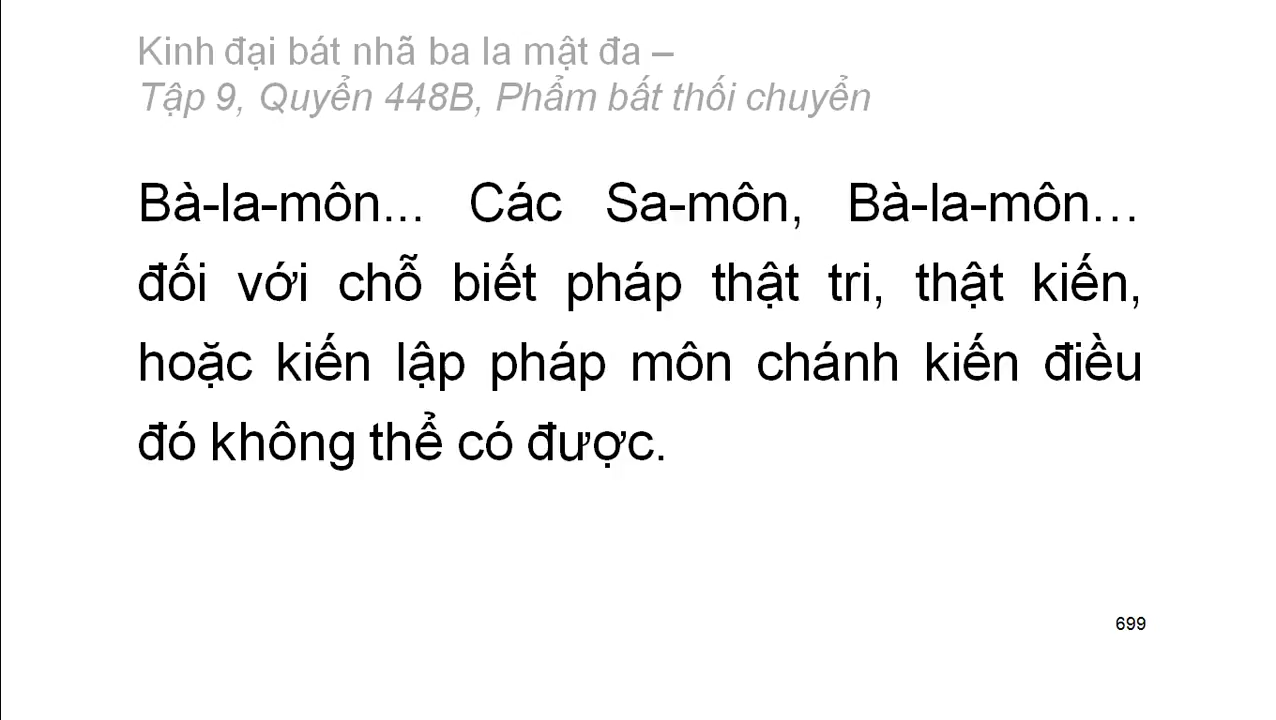 Kinh đại bát nhã ba la mật đa –
Tập 9, Quyển 448B, Phẩm bất thối chuyển
Bà-la-môn... Các Sa-môn, Bà-la-môn…
đối với chỗ biết pháp thật tri, thật kiến,
hoặc kiến lập pháp môn chánh kiến điều
đó không thể có được.
699